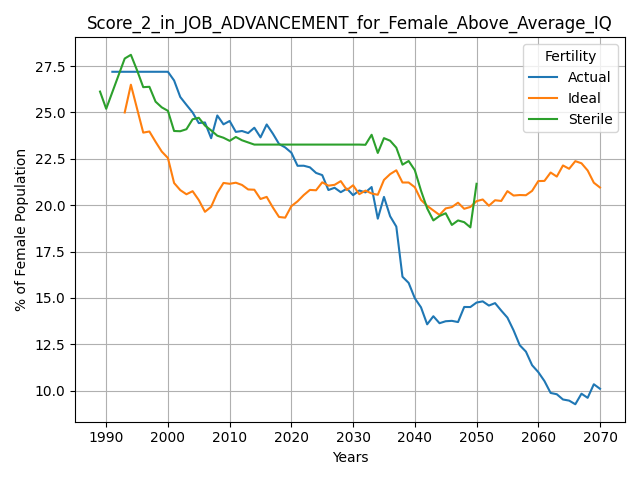 Score_2_in_JOB_ADVANCEMENT_for_Female_Above_Average_IQ
Fertility
Actual
Ideal
Sterile
% of Female Population
27.5
25.0
22.5
20.0
17.5
15.0
12.5
10.0
1990 2000 2010 2020 2030 2040 2050 2060 2070
Years